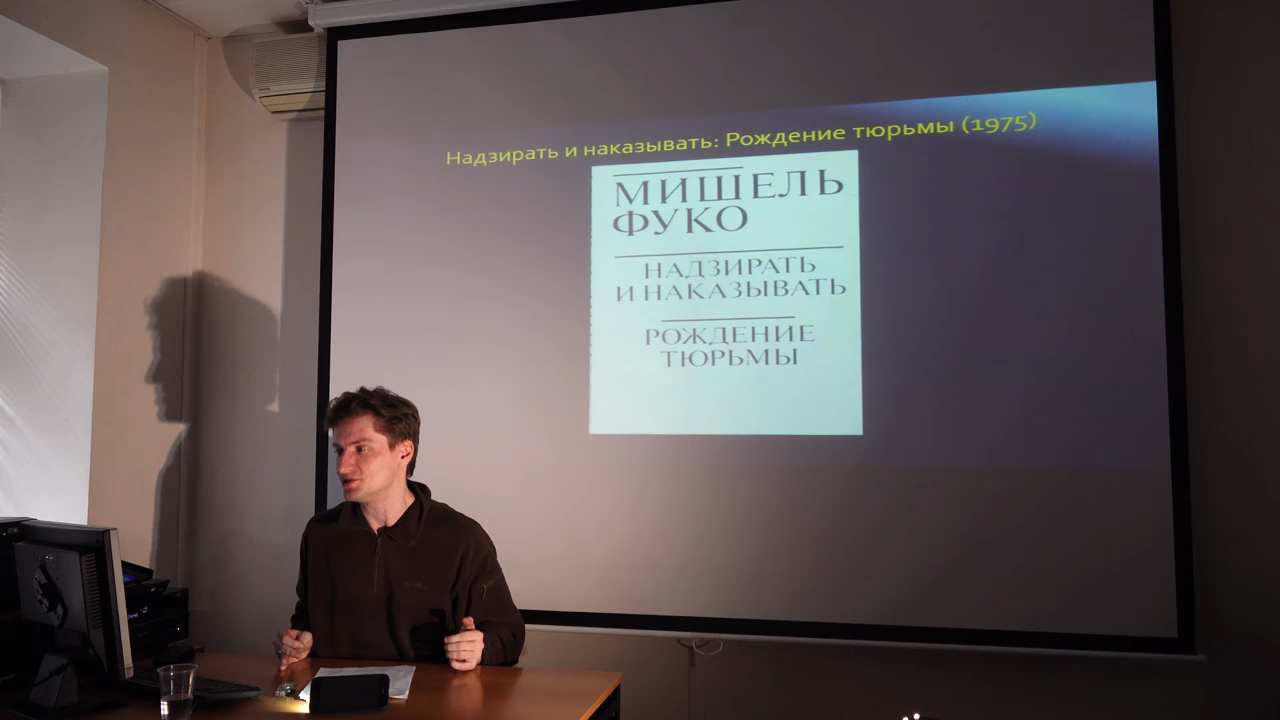 Надзирать и наказывать: Рождение тюрьмы (1975)
МИШЕЛЬ
ФУКО
НАДЗИРАТЬ
И НАКАЗЫВАТЬ
РОЖДЕНИЕ
ТЮРЬМЫ